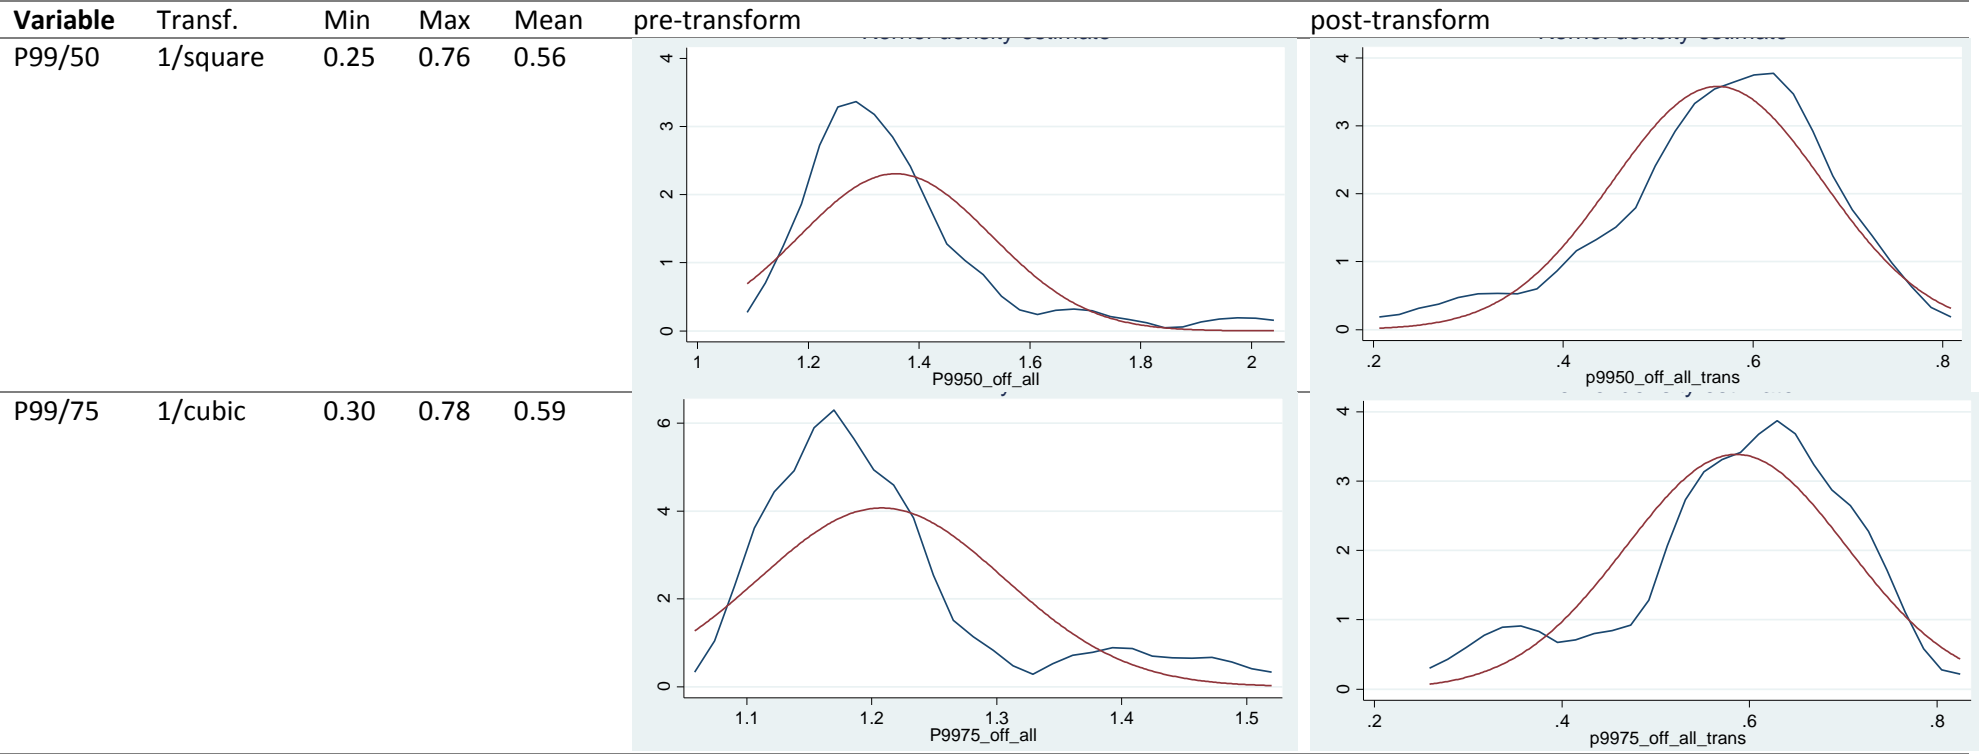 Variable Transf. Min Max Mean pre-transform post-transform
P99/50 1/square 0.25 0.76 0.56
4
3
2
1
0
1 1.2 1.4 1.6 1.8 2
P9950_off_all
4
3
2
1
0
.2 .4 .6 .8
p9950_off_all_trans
P99/75 1/cubic 0.30 0.78 0.59
6
4
2
0
1.1 1.2 1.3 1.4 1.5
P9975_off_all
4
3
2
1
0
.2 .4 .6 .8
p9975_off_all_trans